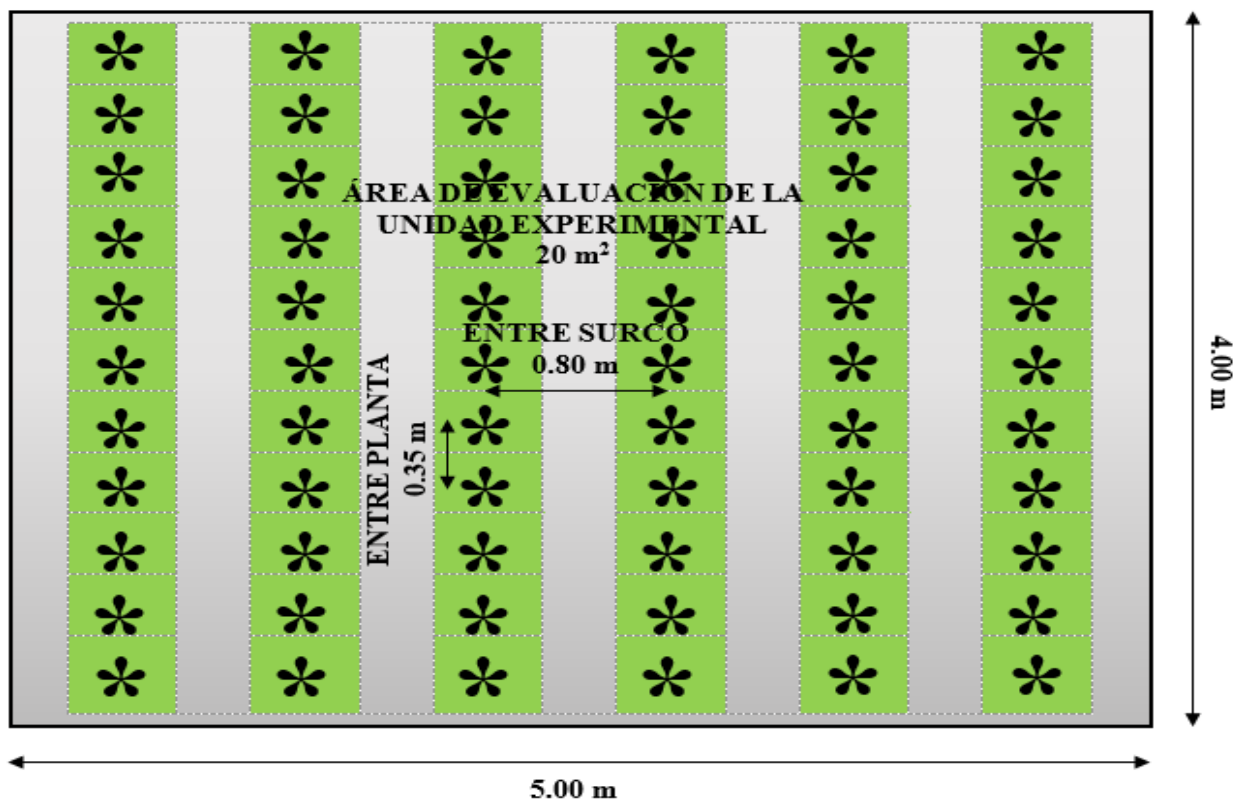 ÁREA DE EVALUACIÓN DE LA
UNIDAD EXPERIMENTAL
20 m²
ENTRE SURCO
0.80 m
ENTRE PLANTA
0.35 m
4.00 m
5.00 m